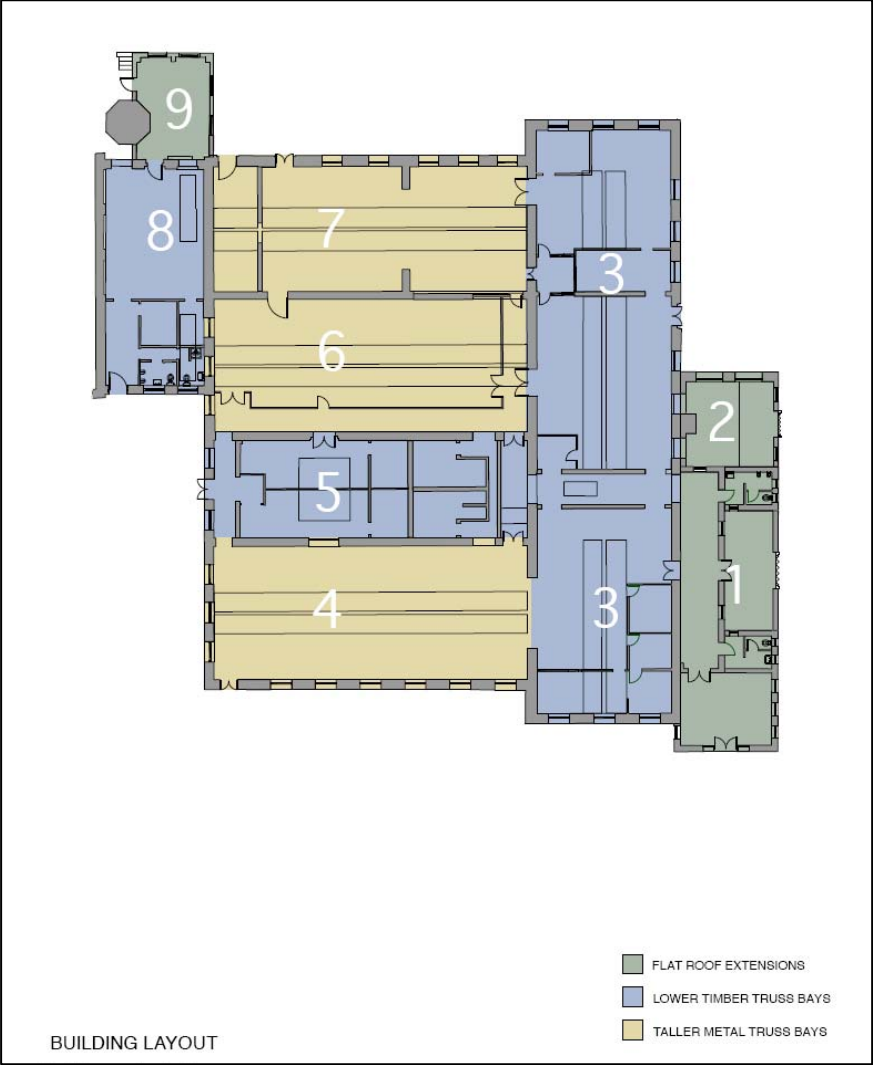 9
8
7
3
6
2
5
1
4
3
FLAT ROOF EXTENSIONS
LOWER TIMBER TRUSS BAYS
TALLER METAL TRUSS BAYS
BUILDING LAYOUT